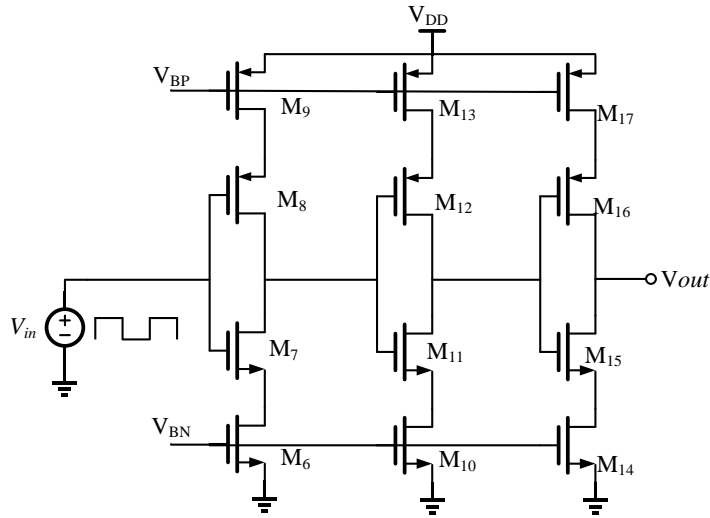 V_DD
V_BP
M_9
M_13
M_17
M_8
M_12
M_16
V_in
+
−
Vout
M_7
M_11
M_15
V_BN
M_6
M_10
M_14